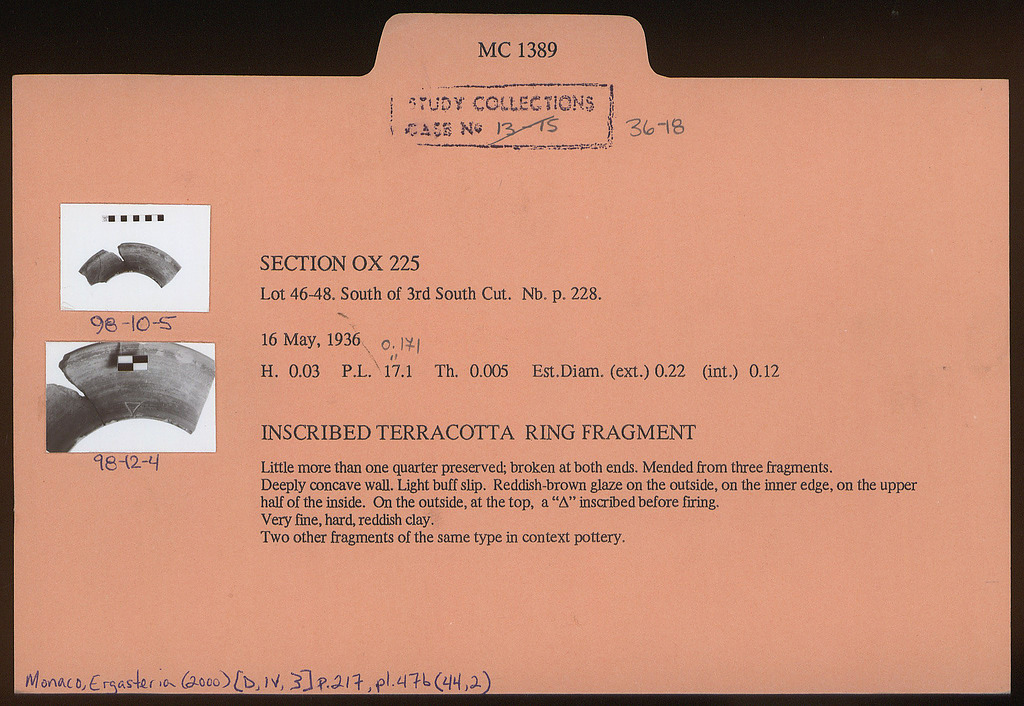 MC 1389
STUDY COLLECTIONS
CASE No 13-15 36-18
SECTION OX 225
Lot 46-48. South of 3rd South Cut. Nb. p. 228.
98-10-5
16 May, 1936 0.171
H. 0.03 P.L. 17.1 Th. 0.005 Est.Diam. (ext.) 0.22 (int.) 0.12
INSCRIBED TERRACOTTA RING FRAGMENT
98-12-4
Little more than one quarter preserved; broken at both ends. Mended from three fragments.
Deeply concave wall. Light buff slip. Reddish-brown glaze on the outside, on the inner edge, on the upper
half of the inside. On the outside, at the top, a “Δ” inscribed before firing.
Very fine, hard, reddish clay.
Two other fragments of the same type in context pottery.
Monaco, Ergasteria (2000) [D, IV, 3] p.217, pl.47b (44,2)